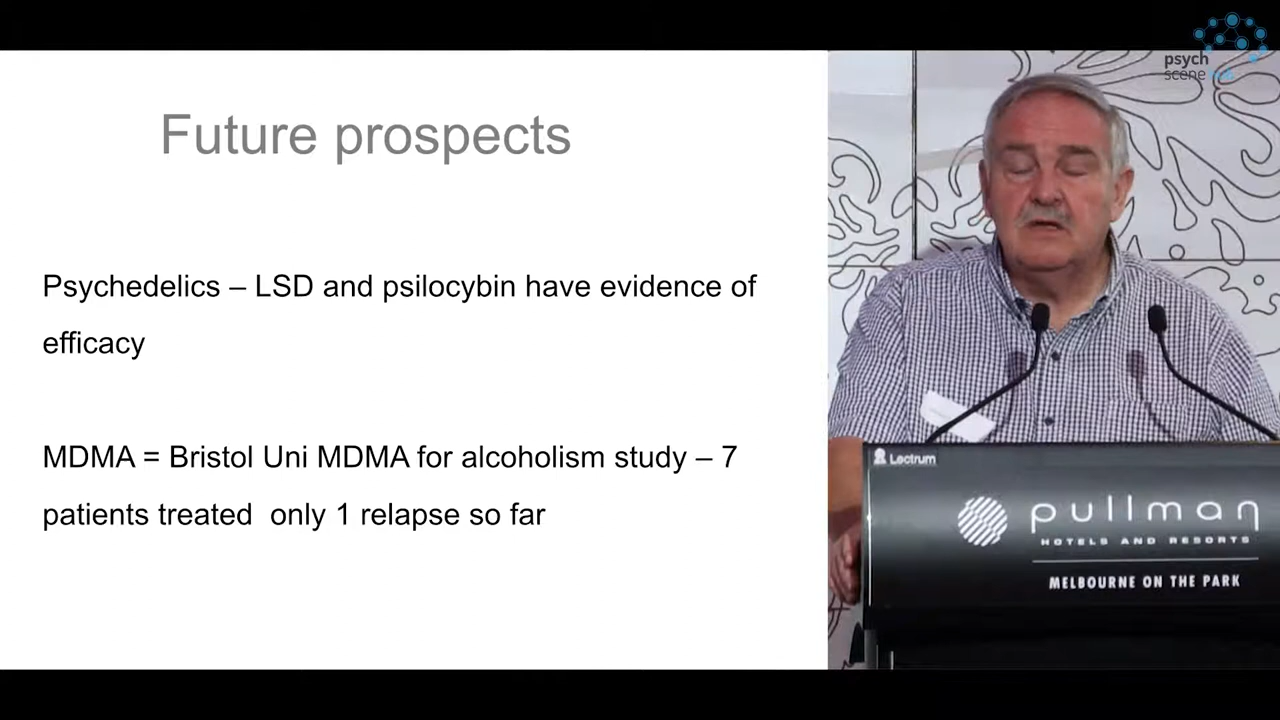 psych
scene hub
Future prospects
Psychedelics – LSD and psilocybin have evidence of
efficacy
MDMA = Bristol Uni MDMA for alcoholism study – 7
patients treated  only 1 relapse so far
Lectrum
pullman
HOTELS AND RESORTS
MELBOURNE ON THE PARK